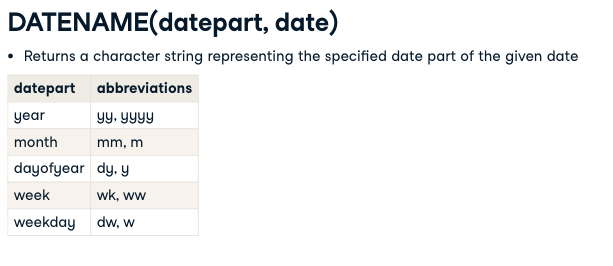 DATENAME(datepart, date)
• Returns a character string representing the specified date part of the given date
datepart abbreviations
year yy, yyyy
month mm, m
dayofyear dy, y
week wk, ww
weekday dw, w